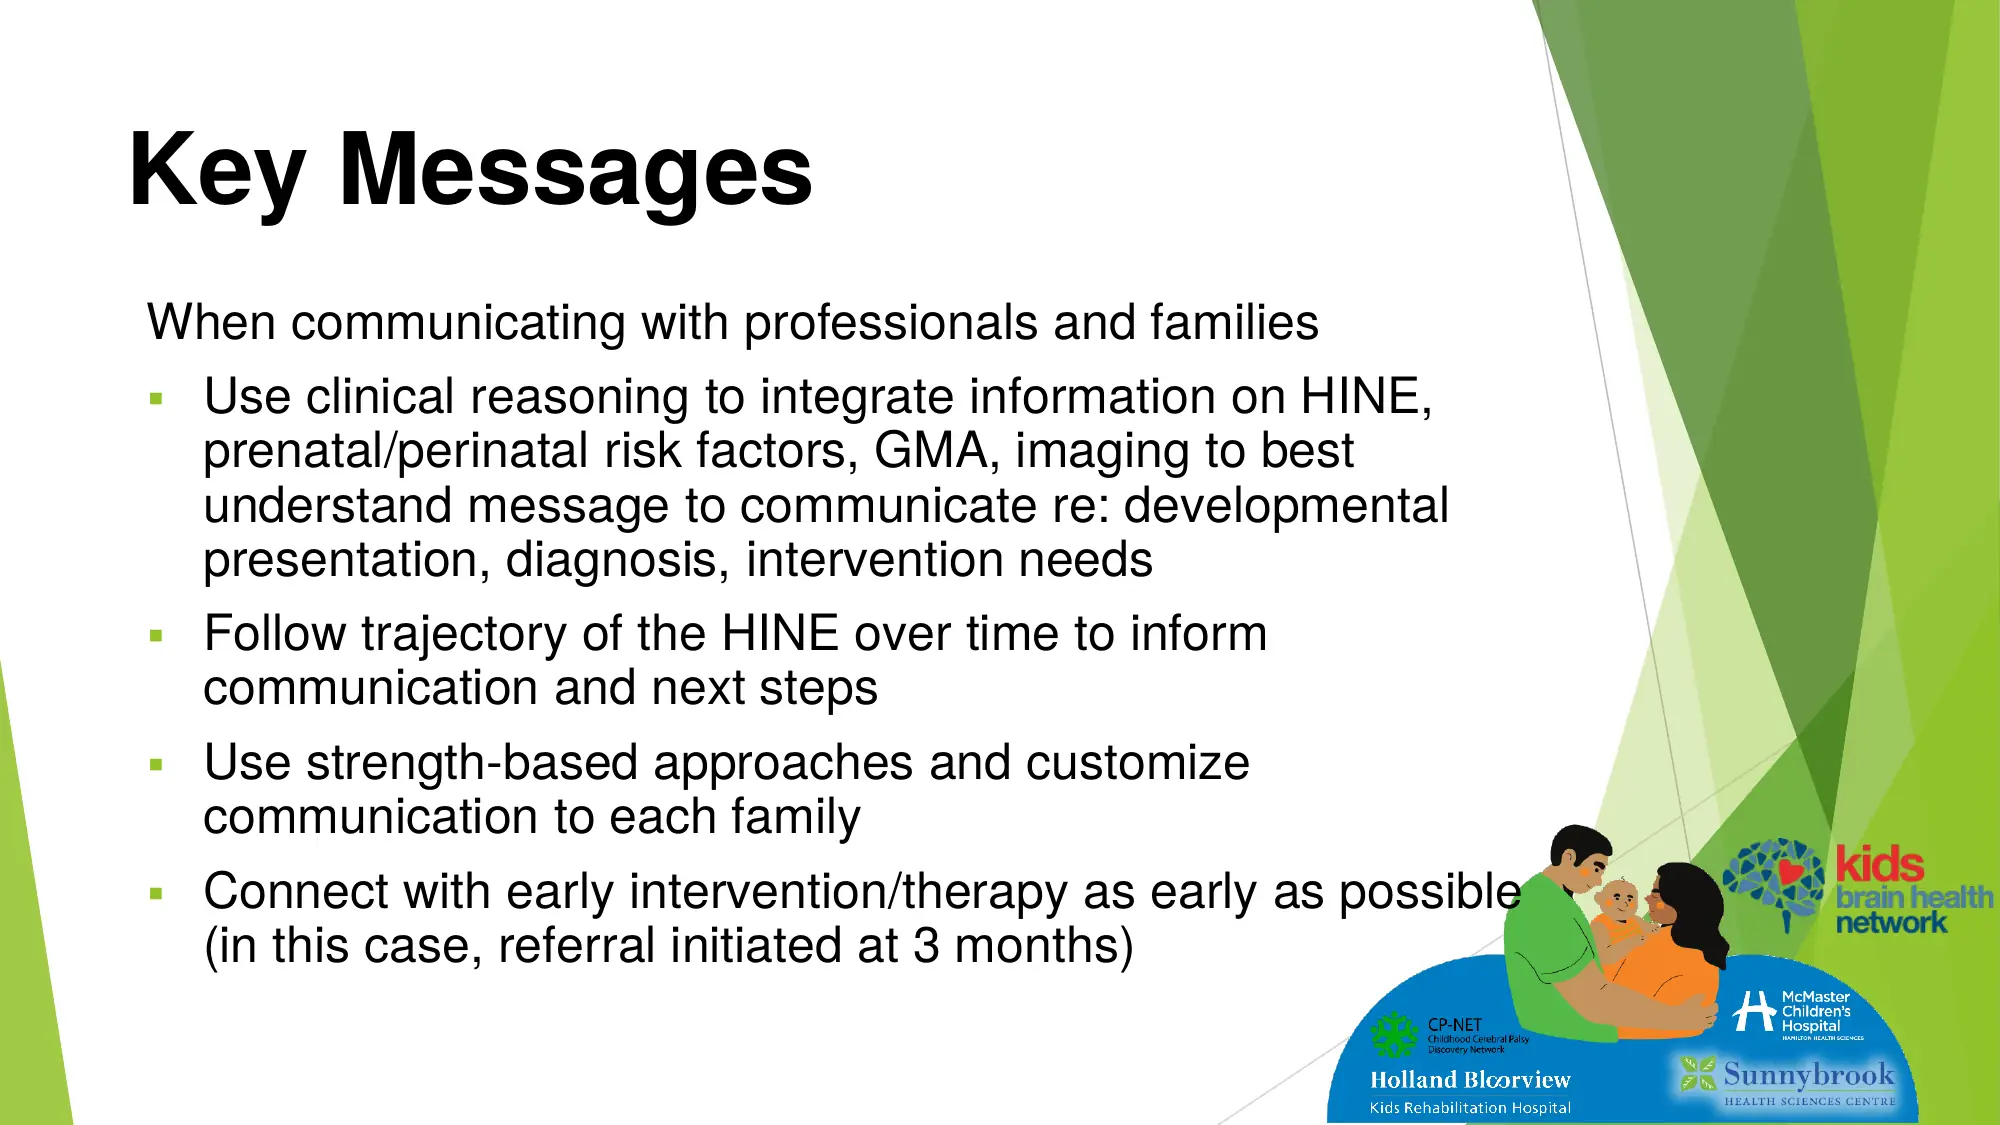 Key Messages
When communicating with professionals and families
▪ Use clinical reasoning to integrate information on HINE,
prenatal/perinatal risk factors, GMA, imaging to best
understand message to communicate re: developmental
presentation, diagnosis, intervention needs
▪ Follow trajectory of the HINE over time to inform
communication and next steps
▪ Use strength-based approaches and customize
communication to each family
▪ Connect with early intervention/therapy as early as possible
(in this case, referral initiated at 3 months)
kids
brain health
network
CP-NET
Childhood Cerebral Palsy
Discovery Network
McMaster
Children's
Hospital
HAMILTON HEALTH SCIENCES
Holland Bloorview
Kids Rehabilitation Hospital
Sunnybrook
HEALTH SCIENCES CENTRE